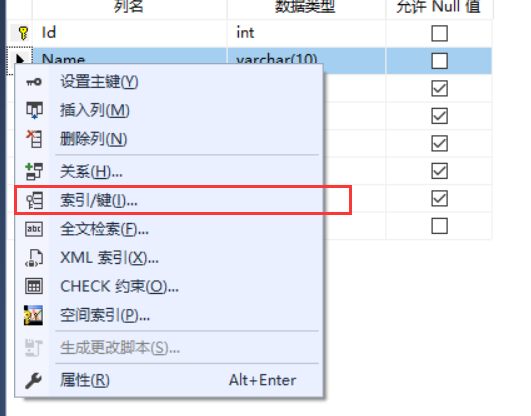 列名 数据类型 允许 Null 值
Id int
Name varchar(10)
设置主键(Y)
插入列(M)
删除列(N)
关系(H)...
索引/键(I)...
全文检索(F)...
XML 索引(X)...
CHECK 约束(O)...
空间索引(P)...
生成更改脚本(S)...
属性(R) Alt+Enter